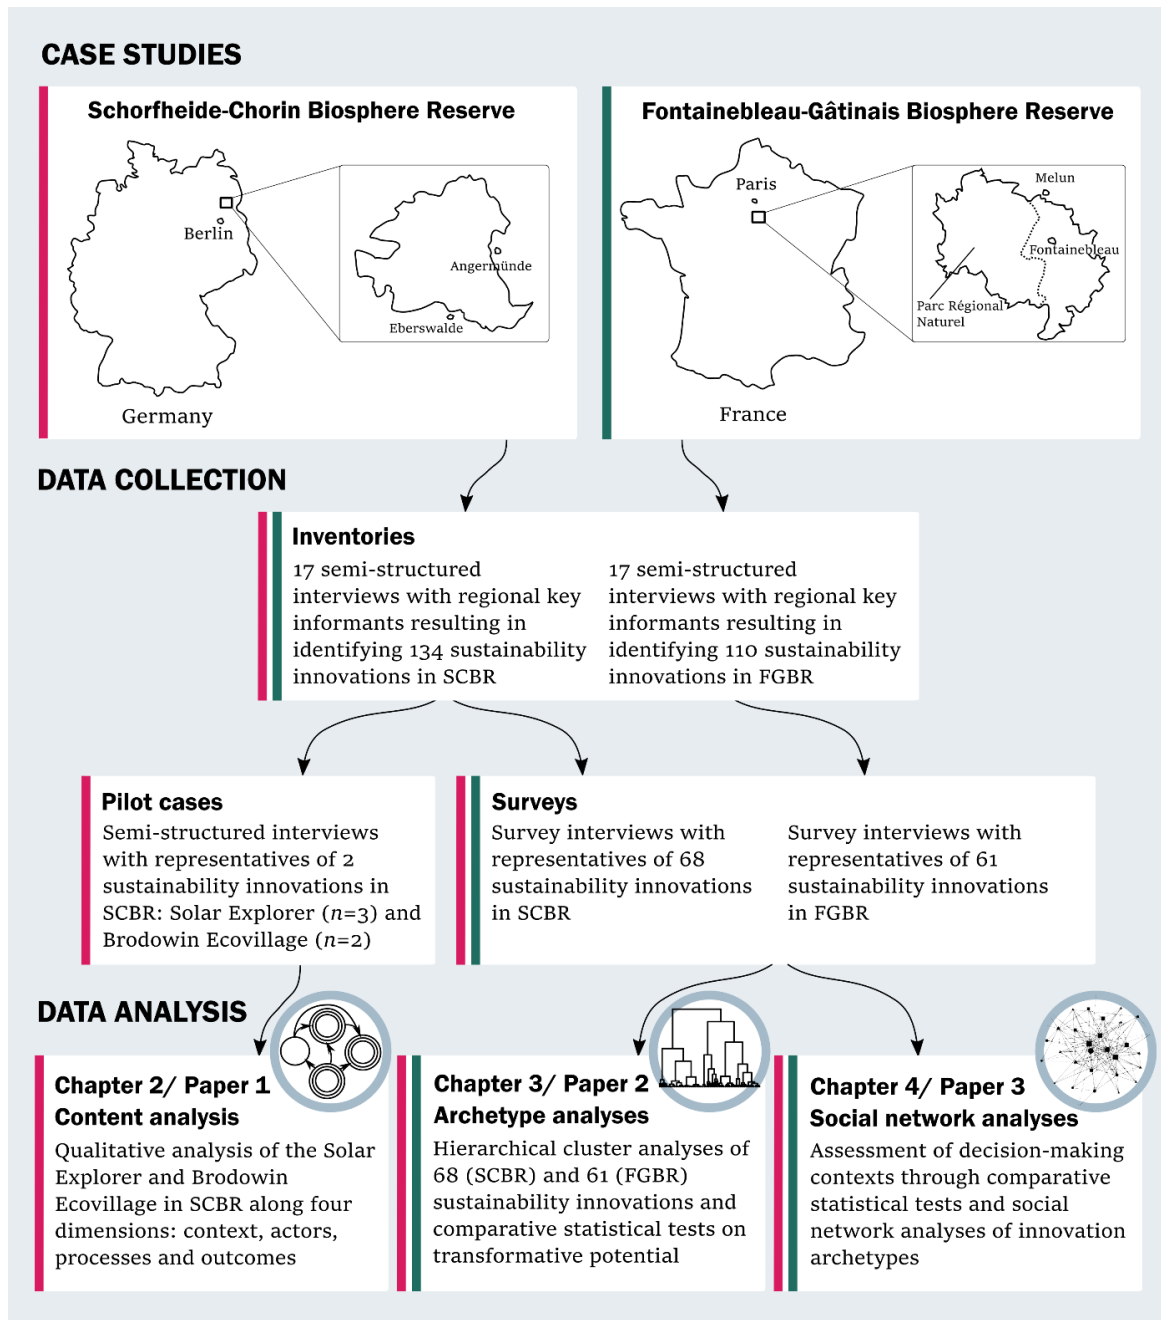 CASE STUDIES
Schorfheide-Chorin Biosphere Reserve
Berlin
Angermünde
Eberswalde
Germany
Fontainebleau-Gâtinais Biosphere Reserve
Paris
Melun
Fontainebleau
Parc Régional
Naturel
France
DATA COLLECTION
Inventories
17 semi-structured
interviews with regional key
informants resulting in
identifying 134 sustainability
innovations in SCBR
17 semi-structured
interviews with regional key
informants resulting in
identifying 110 sustainability
innovations in FGBR
Pilot cases
Semi-structured interviews
with representatives of 2
sustainability innovations in
SCBR: Solar Explorer (n=3) and
Brodowin Ecovillage (n=2)
Surveys
Survey interviews with
representatives of 68
sustainability innovations
in SCBR
Survey interviews with
representatives of 61
sustainability innovations
in FGBR
DATA ANALYSIS
Chapter 2/ Paper 1
Content analysis
Qualitative analysis of the Solar
Explorer and Brodowin
Ecovillage in SCBR along four
dimensions: context, actors,
processes and outcomes
Chapter 3/ Paper 2
Archetype analyses
Hierarchical cluster analyses of
68 (SCBR) and 61 (FGBR)
sustainability innovations and
comparative statistical tests on
transformative potential
Chapter 4/ Paper 3
Social network analyses
Assessment of decision-making
contexts through comparative
statistical tests and social
network analyses of innovation
archetypes